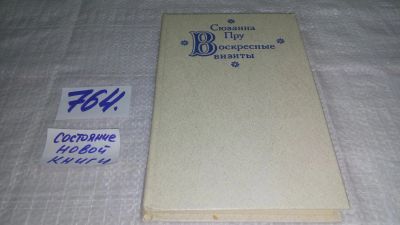 Сюзанна
Пру
Воскресные
визиты
764.
Состояние
новой
книги